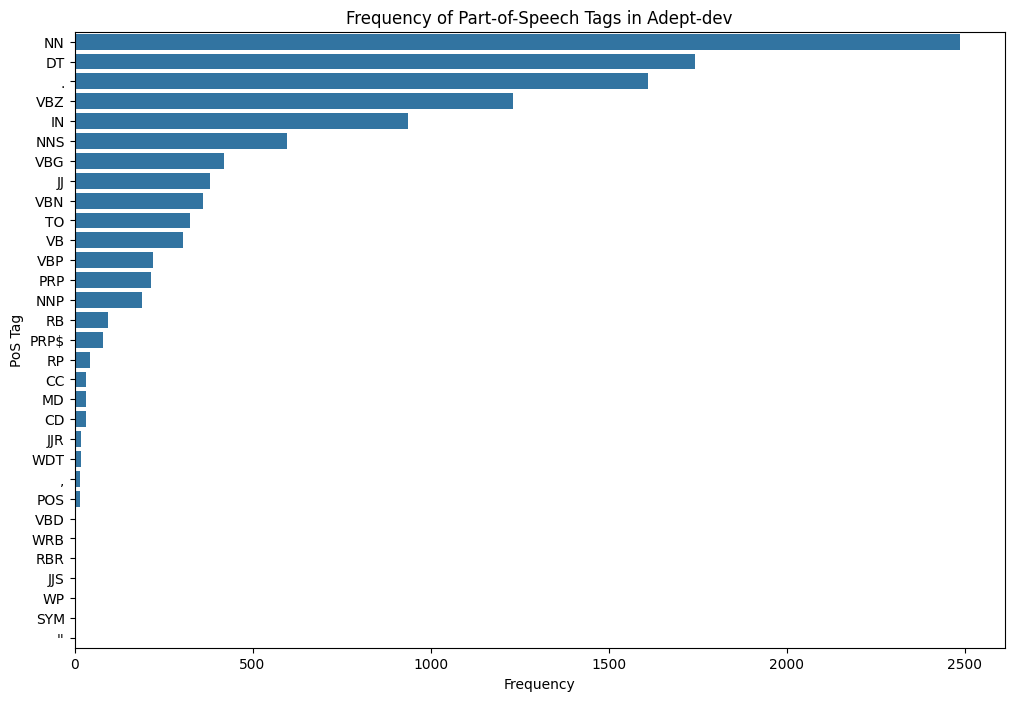 Frequency of Part-of-Speech Tags in Adept-dev
NN
DT
.
VBZ
IN
NNS
VBG
JJ
VBN
TO
VB
VBP
PRP
NNP
RB
PRP$
RP
CC
MD
CD
JJR
WDT
,
POS
VBD
WRB
RBR
JJS
WP
SYM
"
PoS Tag
0 500 1000 1500 2000 2500
Frequency